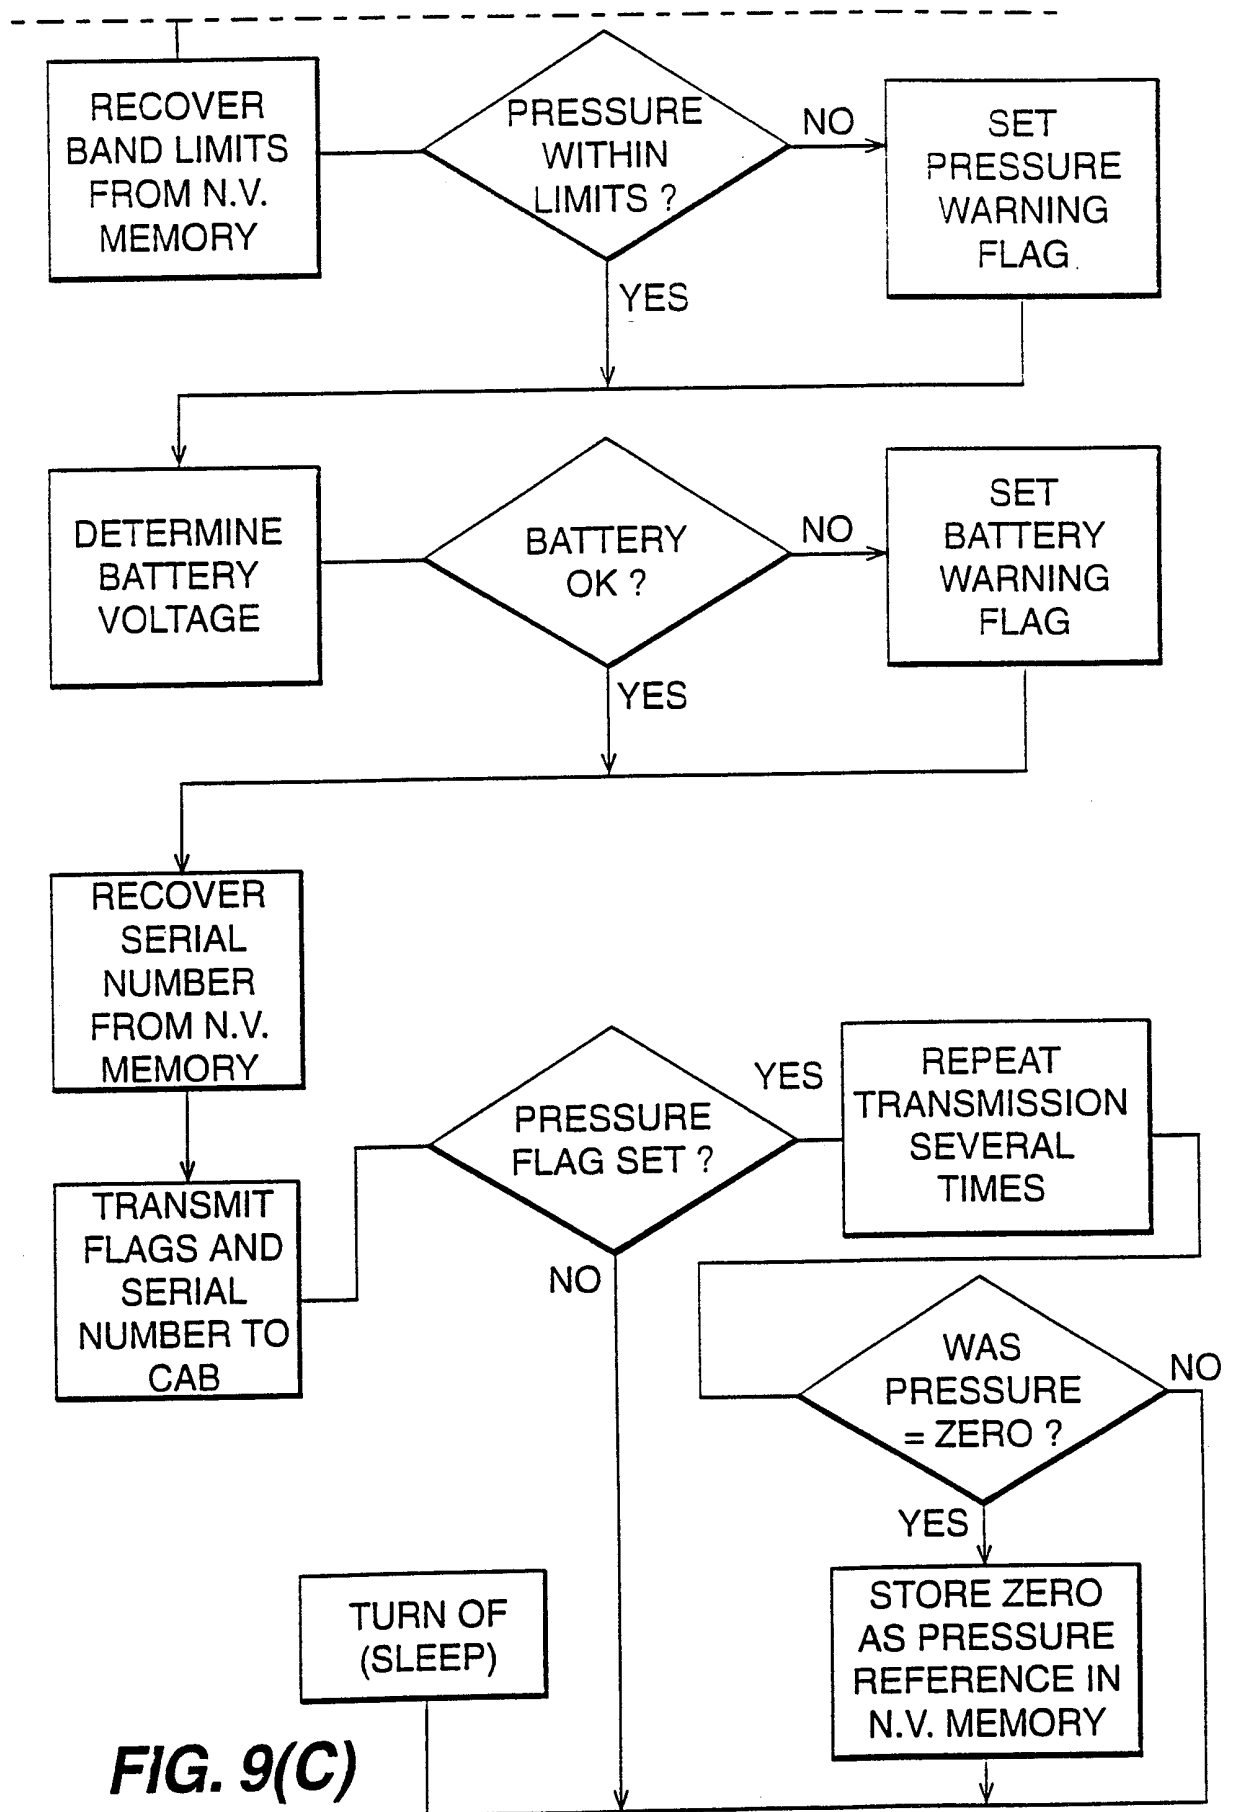 RECOVER
BAND LIMITS
FROM N.V.
MEMORY
PRESSURE
WITHIN
LIMITS ?
NO
SET
PRESSURE
WARNING
FLAG
YES
DETERMINE
BATTERY
VOLTAGE
BATTERY
OK ?
NO
SET
BATTERY
WARNING
FLAG
YES
RECOVER
SERIAL
NUMBER
FROM N.V.
MEMORY
TRANSMIT
FLAGS AND
SERIAL
NUMBER TO
CAB
PRESSURE
FLAG SET ?
YES
REPEAT
TRANSMISSION
SEVERAL
TIMES
NO
WAS
PRESSURE
= ZERO ?
NO
YES
STORE ZERO
AS PRESSURE
REFERENCE IN
N.V. MEMORY
TURN OF
(SLEEP)
FIG. 9(C)